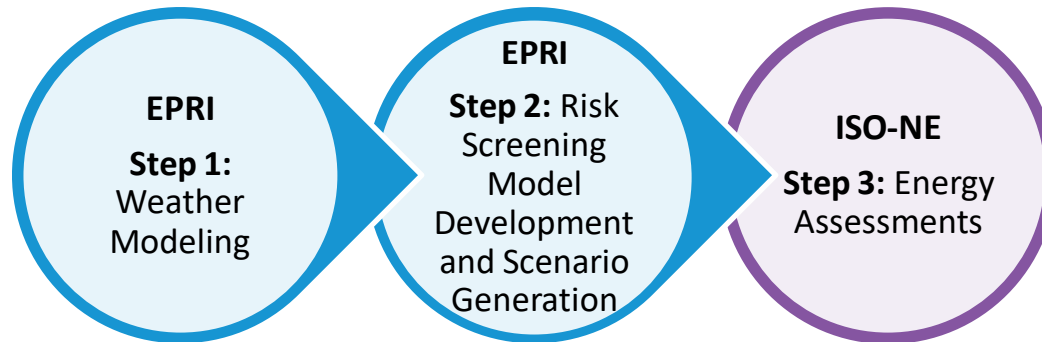 EPRI
Step 1:
Weather
Modeling
EPRI
Step 2: Risk
Screening
Model
Development
and Scenario
Generation
ISO-NE
Step 3: Energy
Assessments